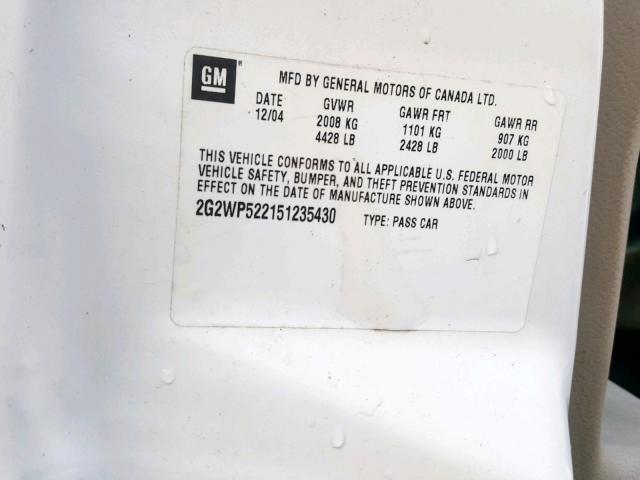 GM ®
MFD BY GENERAL MOTORS OF CANADA LTD.
DATE GVWR GAWR FRT GAWR RR
12/04 2008 KG 1101 KG 907 KG
4428 LB 2428 LB 2000 LB
THIS VEHICLE CONFORMS TO ALL APPLICABLE U.S. FEDERAL MOTOR
VEHICLE SAFETY, BUMPER, AND THEFT PREVENTION STANDARDS IN
EFFECT ON THE DATE OF MANUFACTURE SHOWN ABOVE.
2G2WP522151235430 TYPE: PASS CAR